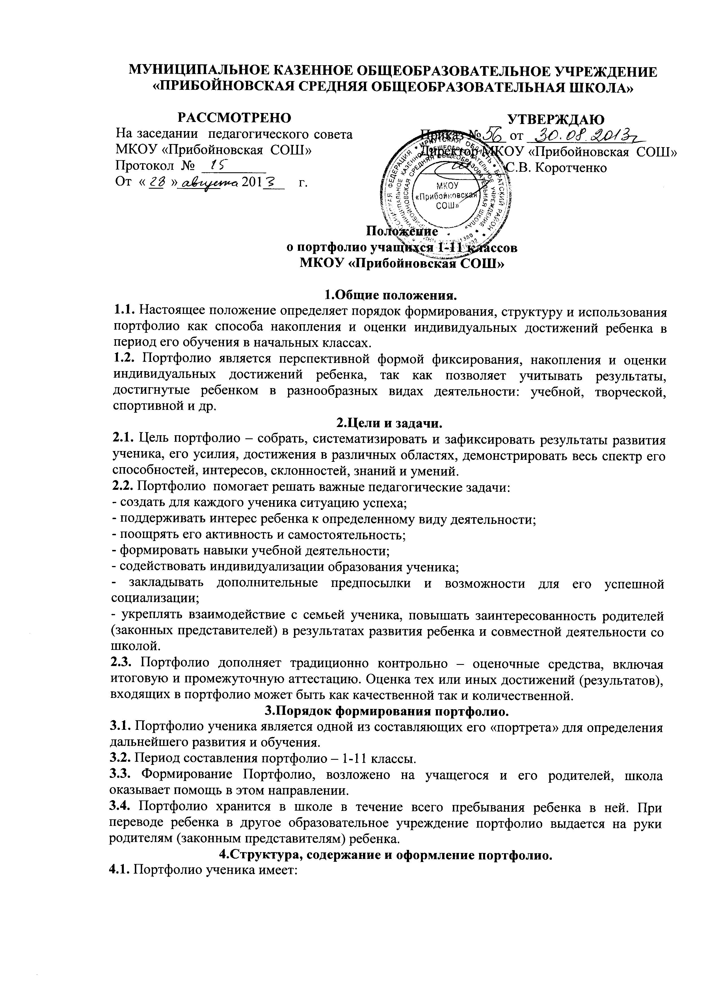 МУНИЦИПАЛЬНОЕ КАЗЕННОЕ ОБЩЕОБРАЗОВАТЕЛЬНОЕ УЧРЕЖДЕНИЕ
«ПРИБОЙНОВСКАЯ СРЕДНЯЯ ОБЩЕОБРАЗОВАТЕЛЬНАЯ ШКОЛА»
РАССМОТРЕНО
На заседании педагогического совета
МКОУ «Прибойновская СОШ»
Протокол № 15
От « 28 » августа 2013 г.
УТВЕРЖДАЮ
Приказ № 56 от 30.08.2013г
Директор МКОУ «Прибойновская СОШ»
С.В. Коротченко
ФЕДЕРАЦИЯ • ИРКУТСКАЯ ОБЛАСТЬ • БРАТСКИЙ РАЙОН •
МУНИЦИПАЛЬНОЕ КАЗЕННОЕ ОБЩЕОБРАЗОВАТЕЛЬНОЕ УЧРЕЖДЕНИЕ
«ПРИБОЙНОВСКАЯ СРЕДНЯЯ ОБЩЕОБРАЗОВАТЕЛЬНАЯ ШКОЛА»
МКОУ
«Прибойновская
СОШ»
Положение
о портфолио учащихся 1-11 классов
МКОУ «Прибойновская СОШ»
1.Общие положения.
1.1. Настоящее положение определяет порядок формирования, структуру и использования
портфолио как способа накопления и оценки индивидуальных достижений ребенка в
период его обучения в начальных классах.
1.2. Портфолио является перспективной формой фиксирования, накопления и оценки
индивидуальных достижений ребенка, так как позволяет учитывать результаты,
достигнутые ребенком в разнообразных видах деятельности: учебной, творческой,
спортивной и др.
2.Цели и задачи.
2.1. Цель портфолио – собрать, систематизировать и зафиксировать результаты развития
ученика, его усилия, достижения в различных областях, демонстрировать весь спектр его
способностей, интересов, склонностей, знаний и умений.
2.2. Портфолио помогает решать важные педагогические задачи:
- создать для каждого ученика ситуацию успеха;
- поддерживать интерес ребенка к определенному виду деятельности;
- поощрять его активность и самостоятельность;
- формировать навыки учебной деятельности;
- содействовать индивидуализации образования ученика;
- закладывать дополнительные предпосылки и возможности для его успешной
социализации;
- укреплять взаимодействие с семьей ученика, повышать заинтересованность родителей
(законных представителей) в результатах развития ребенка и совместной деятельности со
школой.
2.3. Портфолио дополняет традиционно контрольно – оценочные средства, включая
итоговую и промежуточную аттестацию. Оценка тех или иных достижений (результатов),
входящих в портфолио может быть как качественной так и количественной.
3.Порядок формирования портфолио.
3.1. Портфолио ученика является одной из составляющих его «портрета» для определения
дальнейшего развития и обучения.
3.2. Период составления портфолио – 1-11 классы.
3.3. Формирование Портфолио, возложено на учащегося и его родителей, школа
оказывает помощь в этом направлении.
3.4. Портфолио хранится в школе в течение всего пребывания ребенка в ней. При
переводе ребенка в другое образовательное учреждение портфолио выдается на руки
родителям (законным представителям) ребенка.
4.Структура, содержание и оформление портфолио.
4.1. Портфолио ученика имеет: